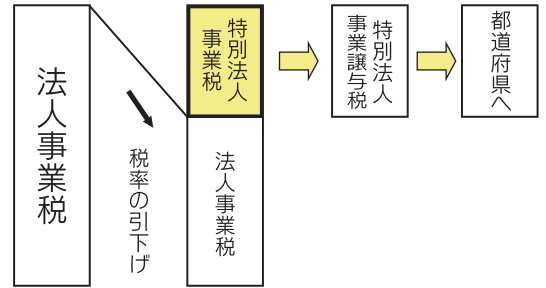 法人事業税
税率の引下げ
特別法人
事業税
法人事業税
特別法人
事業譲与税
都道府県へ